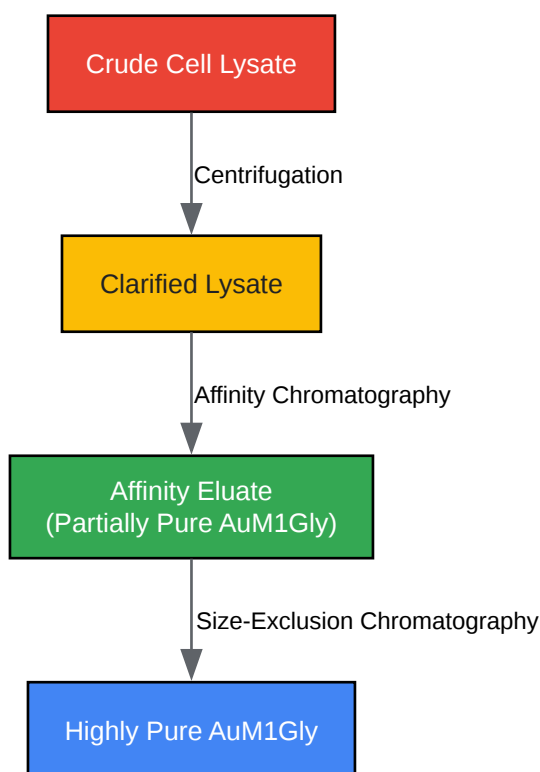 Crude Cell Lysate
Centrifugation
Clarified Lysate
Affinity Chromatography
Affinity Eluate
(Partially Pure AuM1Gly)
Size-Exclusion Chromatography
Highly Pure AuM1Gly